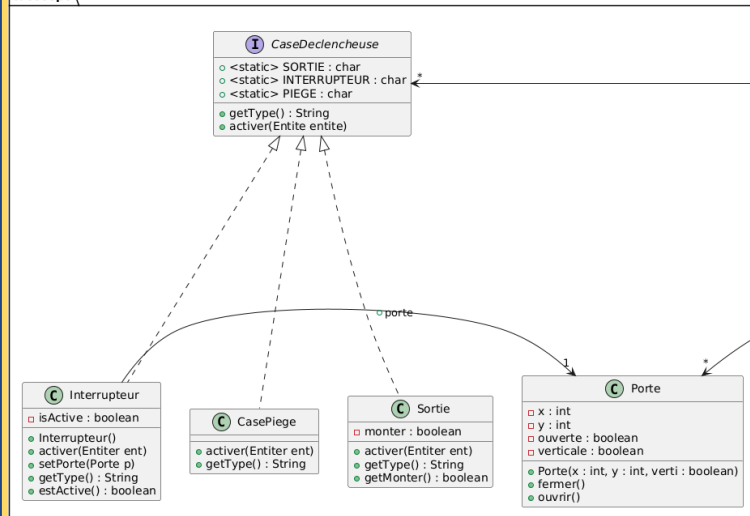 I CaseDeclencheuse
<static> SORTIE : char
<static> INTERRUPTEUR : char
<static> PIEGE : char
getType() : String
activer(Entite entite)
*
porte
1
*
C Interrupteur
isActive : boolean
Interrupteur()
activer(Entiter ent)
setPorte(Porte p)
getType() : String
estActive() : boolean
C CasePiege
activer(Entiter ent)
getType() : String
C Sortie
monter : boolean
activer(Entiter ent)
getType() : String
getMonter() : boolean
C Porte
x : int
y : int
ouverte : boolean
verticale : boolean
Porte(x : int, y : int, verti : boolean)
fermer()
ouvrir()